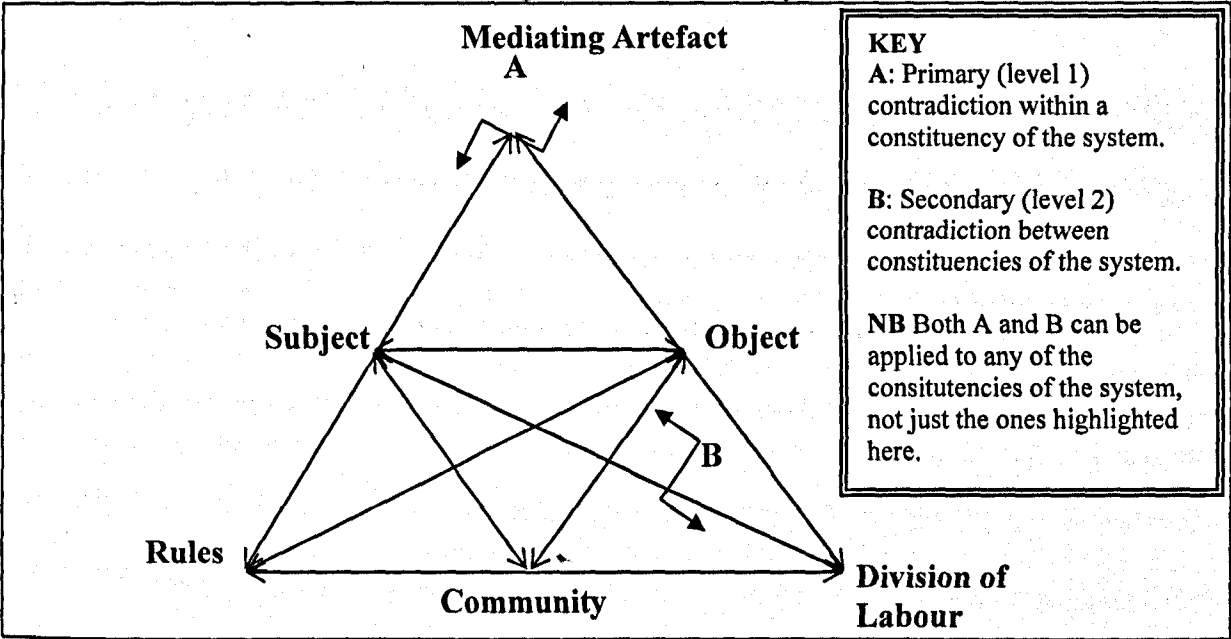 Mediating Artefact
A
Subject
Object
B
Rules
Community
Division of
Labour
KEY
A: Primary (level 1)
contradiction within a
constituency of the system.
B: Secondary (level 2)
contradiction between
constituencies of the system.
NB Both A and B can be
applied to any of the
consitutencies of the system,
not just the ones highlighted
here.